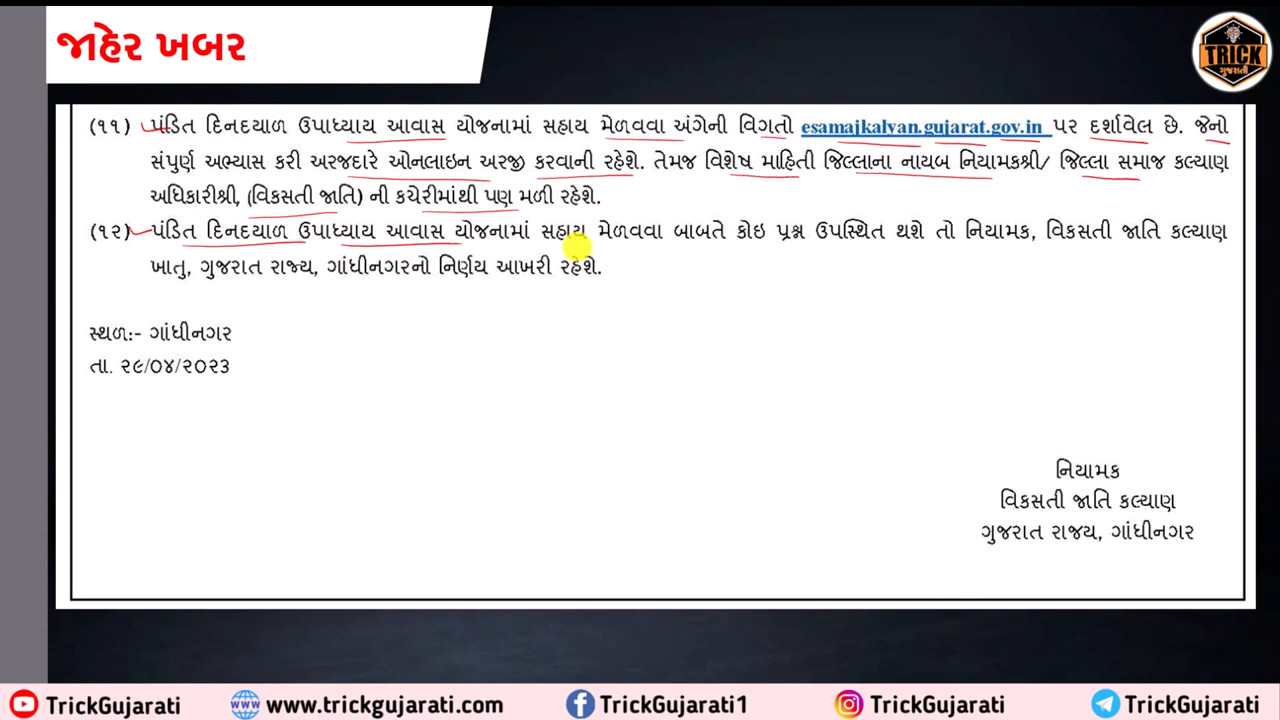 જાહેર ખબર
TRICK
ગુજરાતી
(૧૧) પંડિત દિનદયાળ ઉપાધ્યાય આવાસ યોજનામાં સહાય મેળવવા અંગેની વિગતો esamajkalyan.gujarat.gov.in પર દર્શાવેલ છે. જેનો
સંપુર્ણ અભ્યાસ કરી અરજદારે ઓનલાઇન અરજી કરવાની રહેશે. તેમજ વિશેષ માહિતી જિલ્લાના નાયબ નિયામકશ્રી/ જિલ્લા સમાજ કલ્યાણ
અધિકારીશ્રી, (વિકસતી જાતિ) ની કચેરીમાંથી પણ મળી રહેશે.
(૧૨) પંડિત દિનદયાળ ઉપાધ્યાય આવાસ યોજનામાં સહાય મેળવવા બાબતે કોઇ પ્રશ્ન ઉપસ્થિત થશે તો નિયામક, વિકસતી જાતિ કલ્યાણ
ખાતુ, ગુજરાત રાજ્ય, ગાંધીનગરનો નિર્ણય આખરી રહેશે.
સ્થળ:- ગાંધીનગર
તા. ૨૯/૦૪/૨૦૨૩
નિયામક
વિકસતી જાતિ કલ્યાણ
ગુજરાત રાજય, ગાંધીનગર
TrickGujarati www.trickgujarati.com TrickGujarati1 TrickGujarati TrickGujarati